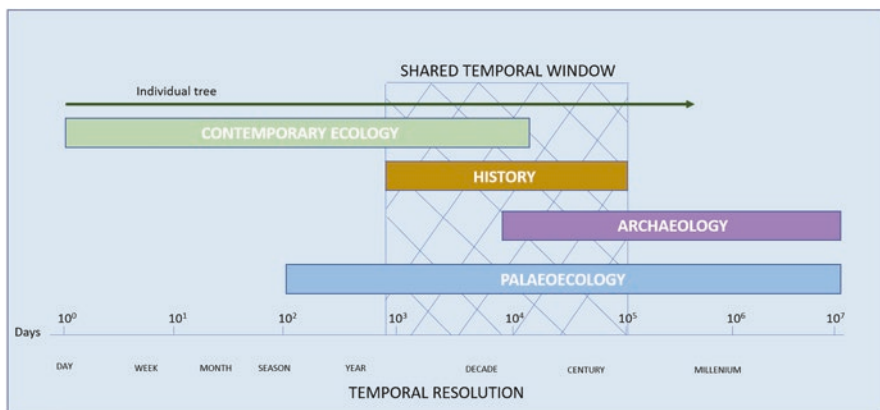 SHARED TEMPORAL WINDOW
Individual tree
CONTEMPORARY ECOLOGY
HISTORY
ARCHAEOLOGY
PALAEOECOLOGY
Days 10⁰ 10¹ 10² 10³ 10⁴ 10⁵ 10⁶ 10⁷
DAY WEEK MONTH SEASON YEAR DECADE CENTURY MILLENIUM
TEMPORAL RESOLUTION